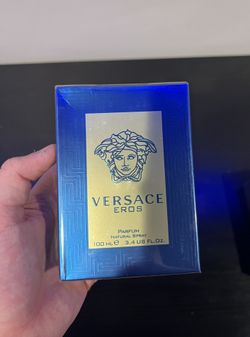 VERSACE
EROS
PARFUM
NATURAL SPRAY
100 ML ℮ 3.4 US FL.OZ.